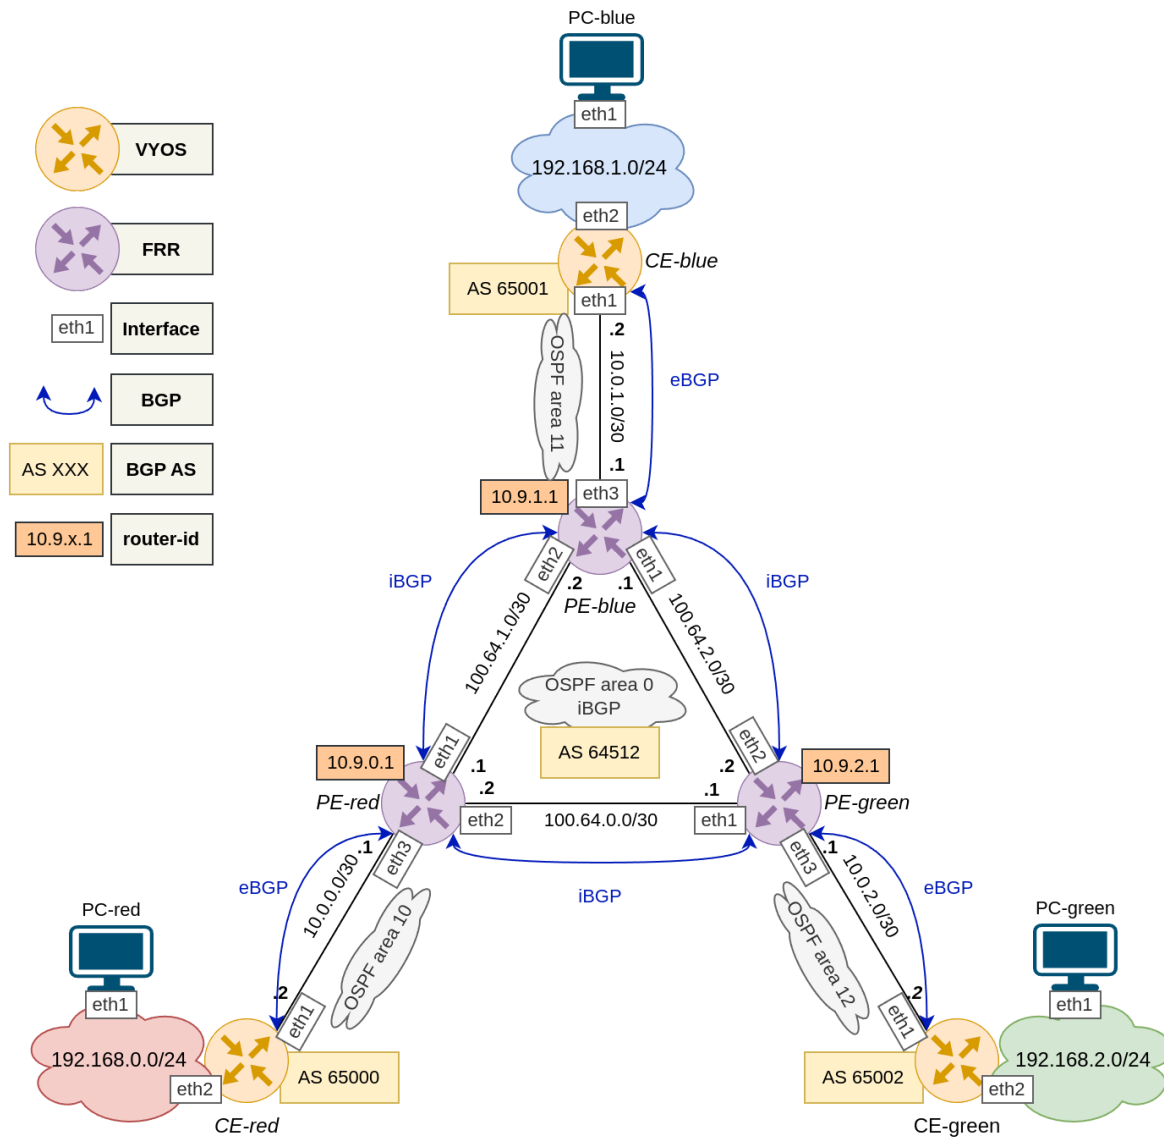 PC-blue
eth1
192.168.1.0/24
eth2
CE-blue
AS 65001
eth1
.2
10.0.1.0/30
OSPF area 11
eBGP
.1
10.9.1.1
eth3
VYOS
FRR
eth1
Interface
BGP
AS XXX
BGP AS
10.9.x.1
router-id
iBGP
eth2
eth1
iBGP
.2
.1
PE-blue
100.64.1.0/30
100.64.2.0/30
OSPF area 0
iBGP
AS 64512
10.9.0.1
eth1
.1
.2
eth2
10.9.2.1
PE-red
.2
.1
PE-green
eth2
100.64.0.0/30
eth1
.1
eth3
iBGP
eth3
.1
eBGP
10.0.0.0/30
OSPF area 10
OSPF area 12
10.0.2.0/30
eBGP
PC-red
eth1
.2
eth1
192.168.0.0/24
eth2
AS 65000
CE-red
PC-green
eth1
.2
eth1
192.168.2.0/24
AS 65002
eth2
CE-green